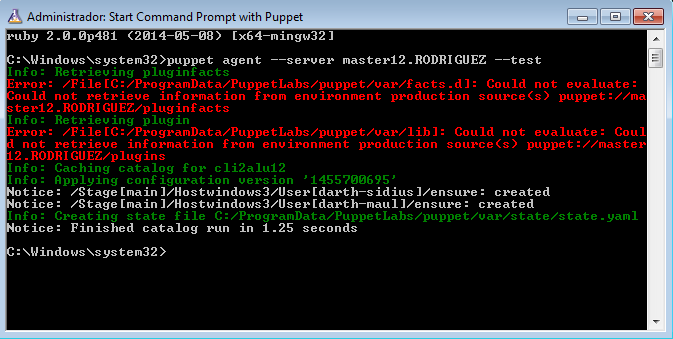 Administrador: Start Command Prompt with Puppet
ruby 2.0.0p481 (2014-05-08) [x64-mingw32]
C:\Windows\system32>puppet agent --server master12.RODRIGUEZ --test
Info: Retrieving pluginfacts
Error: /File[C:/ProgramData/PuppetLabs/puppet/var/facts.d]: Could not evaluate:
Could not retrieve information from environment production source(s) puppet://ma
ster12.RODRIGUEZ/pluginfacts
Info: Retrieving plugin
Error: /File[C:/ProgramData/PuppetLabs/puppet/var/lib]: Could not evaluate: Coul
d not retrieve information from environment production source(s) puppet://master
12.RODRIGUEZ/plugins
Info: Caching catalog for cli2alu12
Info: Applying configuration version '1455700695'
Notice: /Stage[main]/Hostwindows3/User[darth-sidius]/ensure: created
Notice: /Stage[main]/Hostwindows3/User[darth-maul]/ensure: created
Info: Creating state file C:/ProgramData/PuppetLabs/puppet/var/state/state.yaml
Notice: Finished catalog run in 1.25 seconds
C:\Windows\system32>